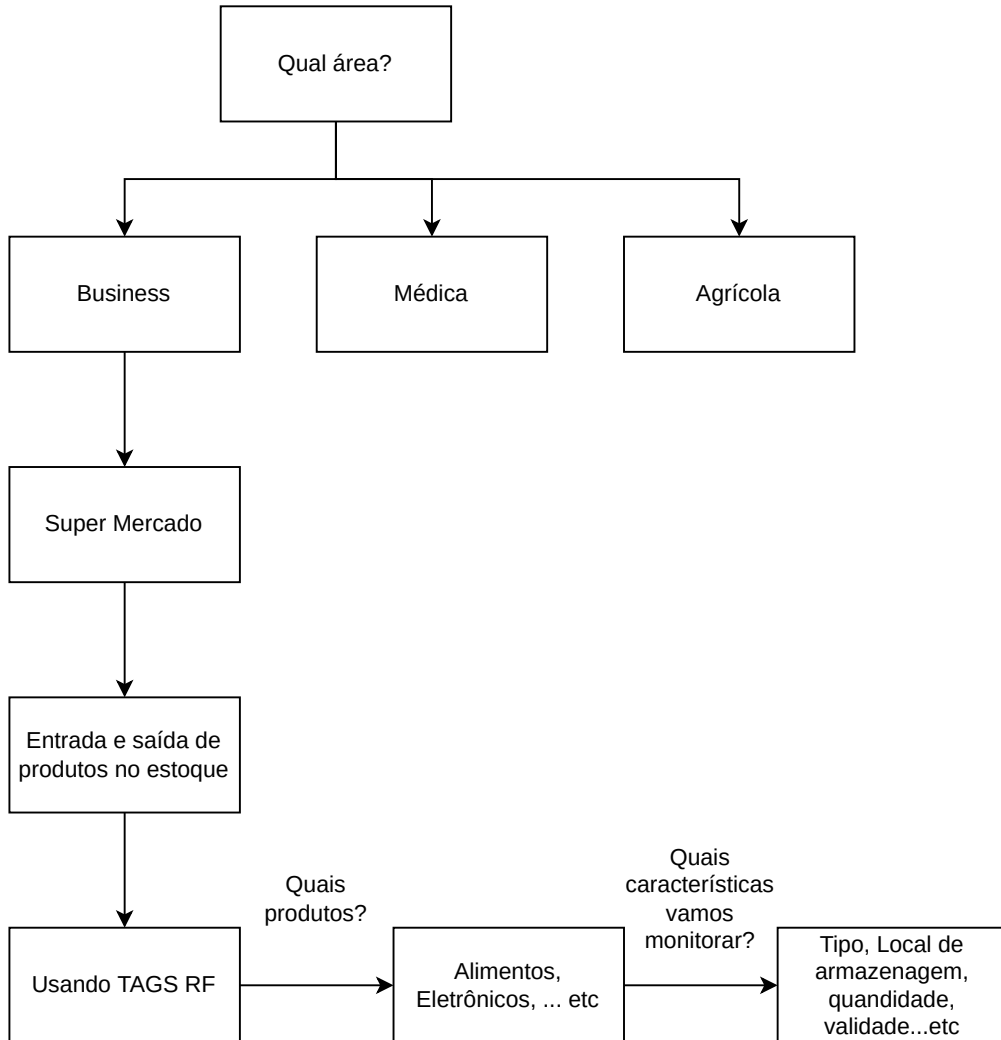 Qual área?
Business
Médica
Agrícola
Super Mercado
Entrada e saída de
produtos no estoque
Usando TAGS RF
Quais
produtos?
Alimentos,
Eletrônicos, ... etc
Quais
característícas
vamos
monitorar?
Tipo, Local de
armazenagem,
quandidade,
validade...etc